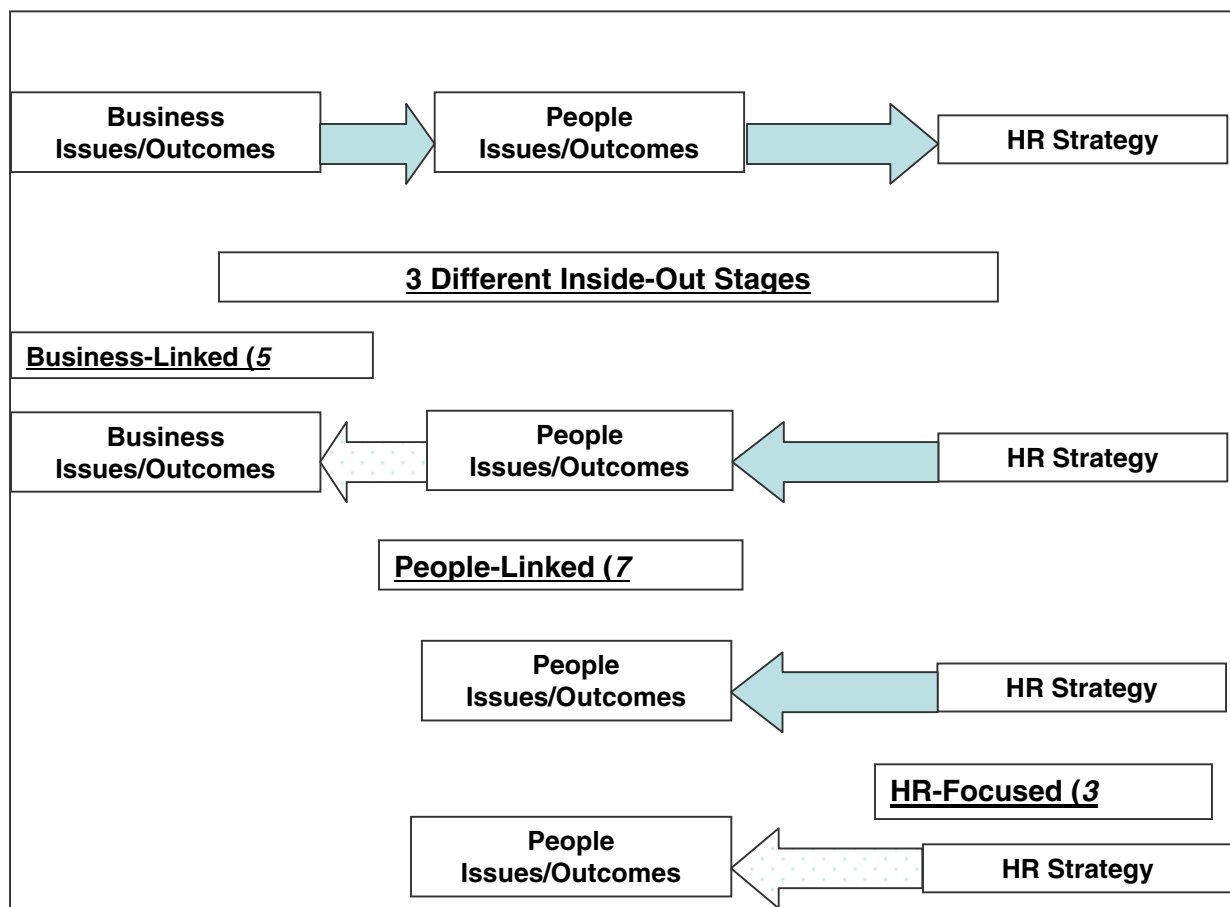 Business
Issues/Outcomes
People
Issues/Outcomes
HR Strategy
3 Different Inside-Out Stages
Business-Linked (5
Business
Issues/Outcomes
People
Issues/Outcomes
HR Strategy
People-Linked (7
People
Issues/Outcomes
HR Strategy
HR-Focused (3
People
Issues/Outcomes
HR Strategy